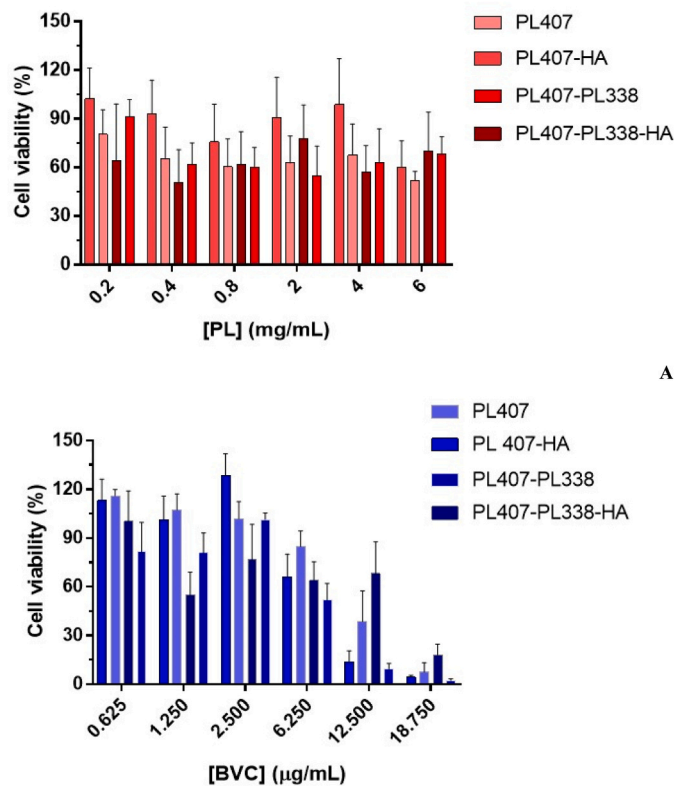 150
120
90
60
30
0
Cell viability (%)
0.2
0.4
0.8
2
4
6
[PL] (mg/mL)
PL407
PL407-HA
PL407-PL338
PL407-PL338-HA
A
150
120
90
60
30
0
Cell viability (%)
0.625
1.250
2.500
6.250
12.500
18.750
[BVC] (µg/mL)
PL407
PL 407-HA
PL407-PL338
PL407-PL338-HA